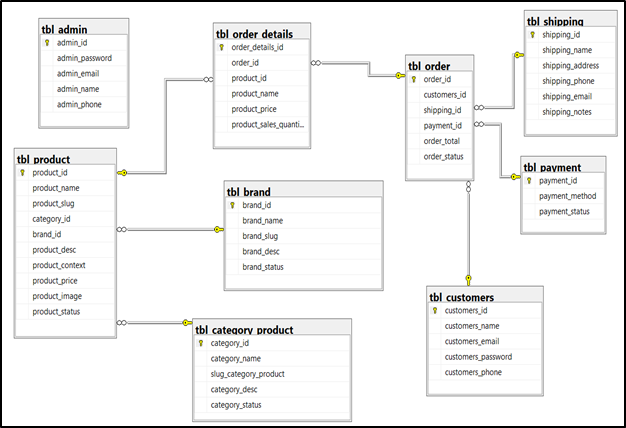 tbl_admin
admin_id
admin_password
admin_email
admin_name
admin_phone
tbl_order_details
order_details_id
order_id
product_id
product_name
product_price
product_sales_quanti...
tbl_order
order_id
customers_id
shipping_id
payment_id
order_total
order_status
tbl_shipping
shipping_id
shipping_name
shipping_address
shipping_phone
shipping_email
shipping_notes
tbl_product
product_id
product_name
product_slug
category_id
brand_id
product_desc
product_context
product_price
product_image
product_status
tbl_brand
brand_id
brand_name
brand_slug
brand_desc
brand_status
tbl_payment
payment_id
payment_method
payment_status
tbl_category_product
category_id
category_name
slug_category_product
category_desc
category_status
tbl_customers
customers_id
customers_name
customers_email
customers_password
customers_phone